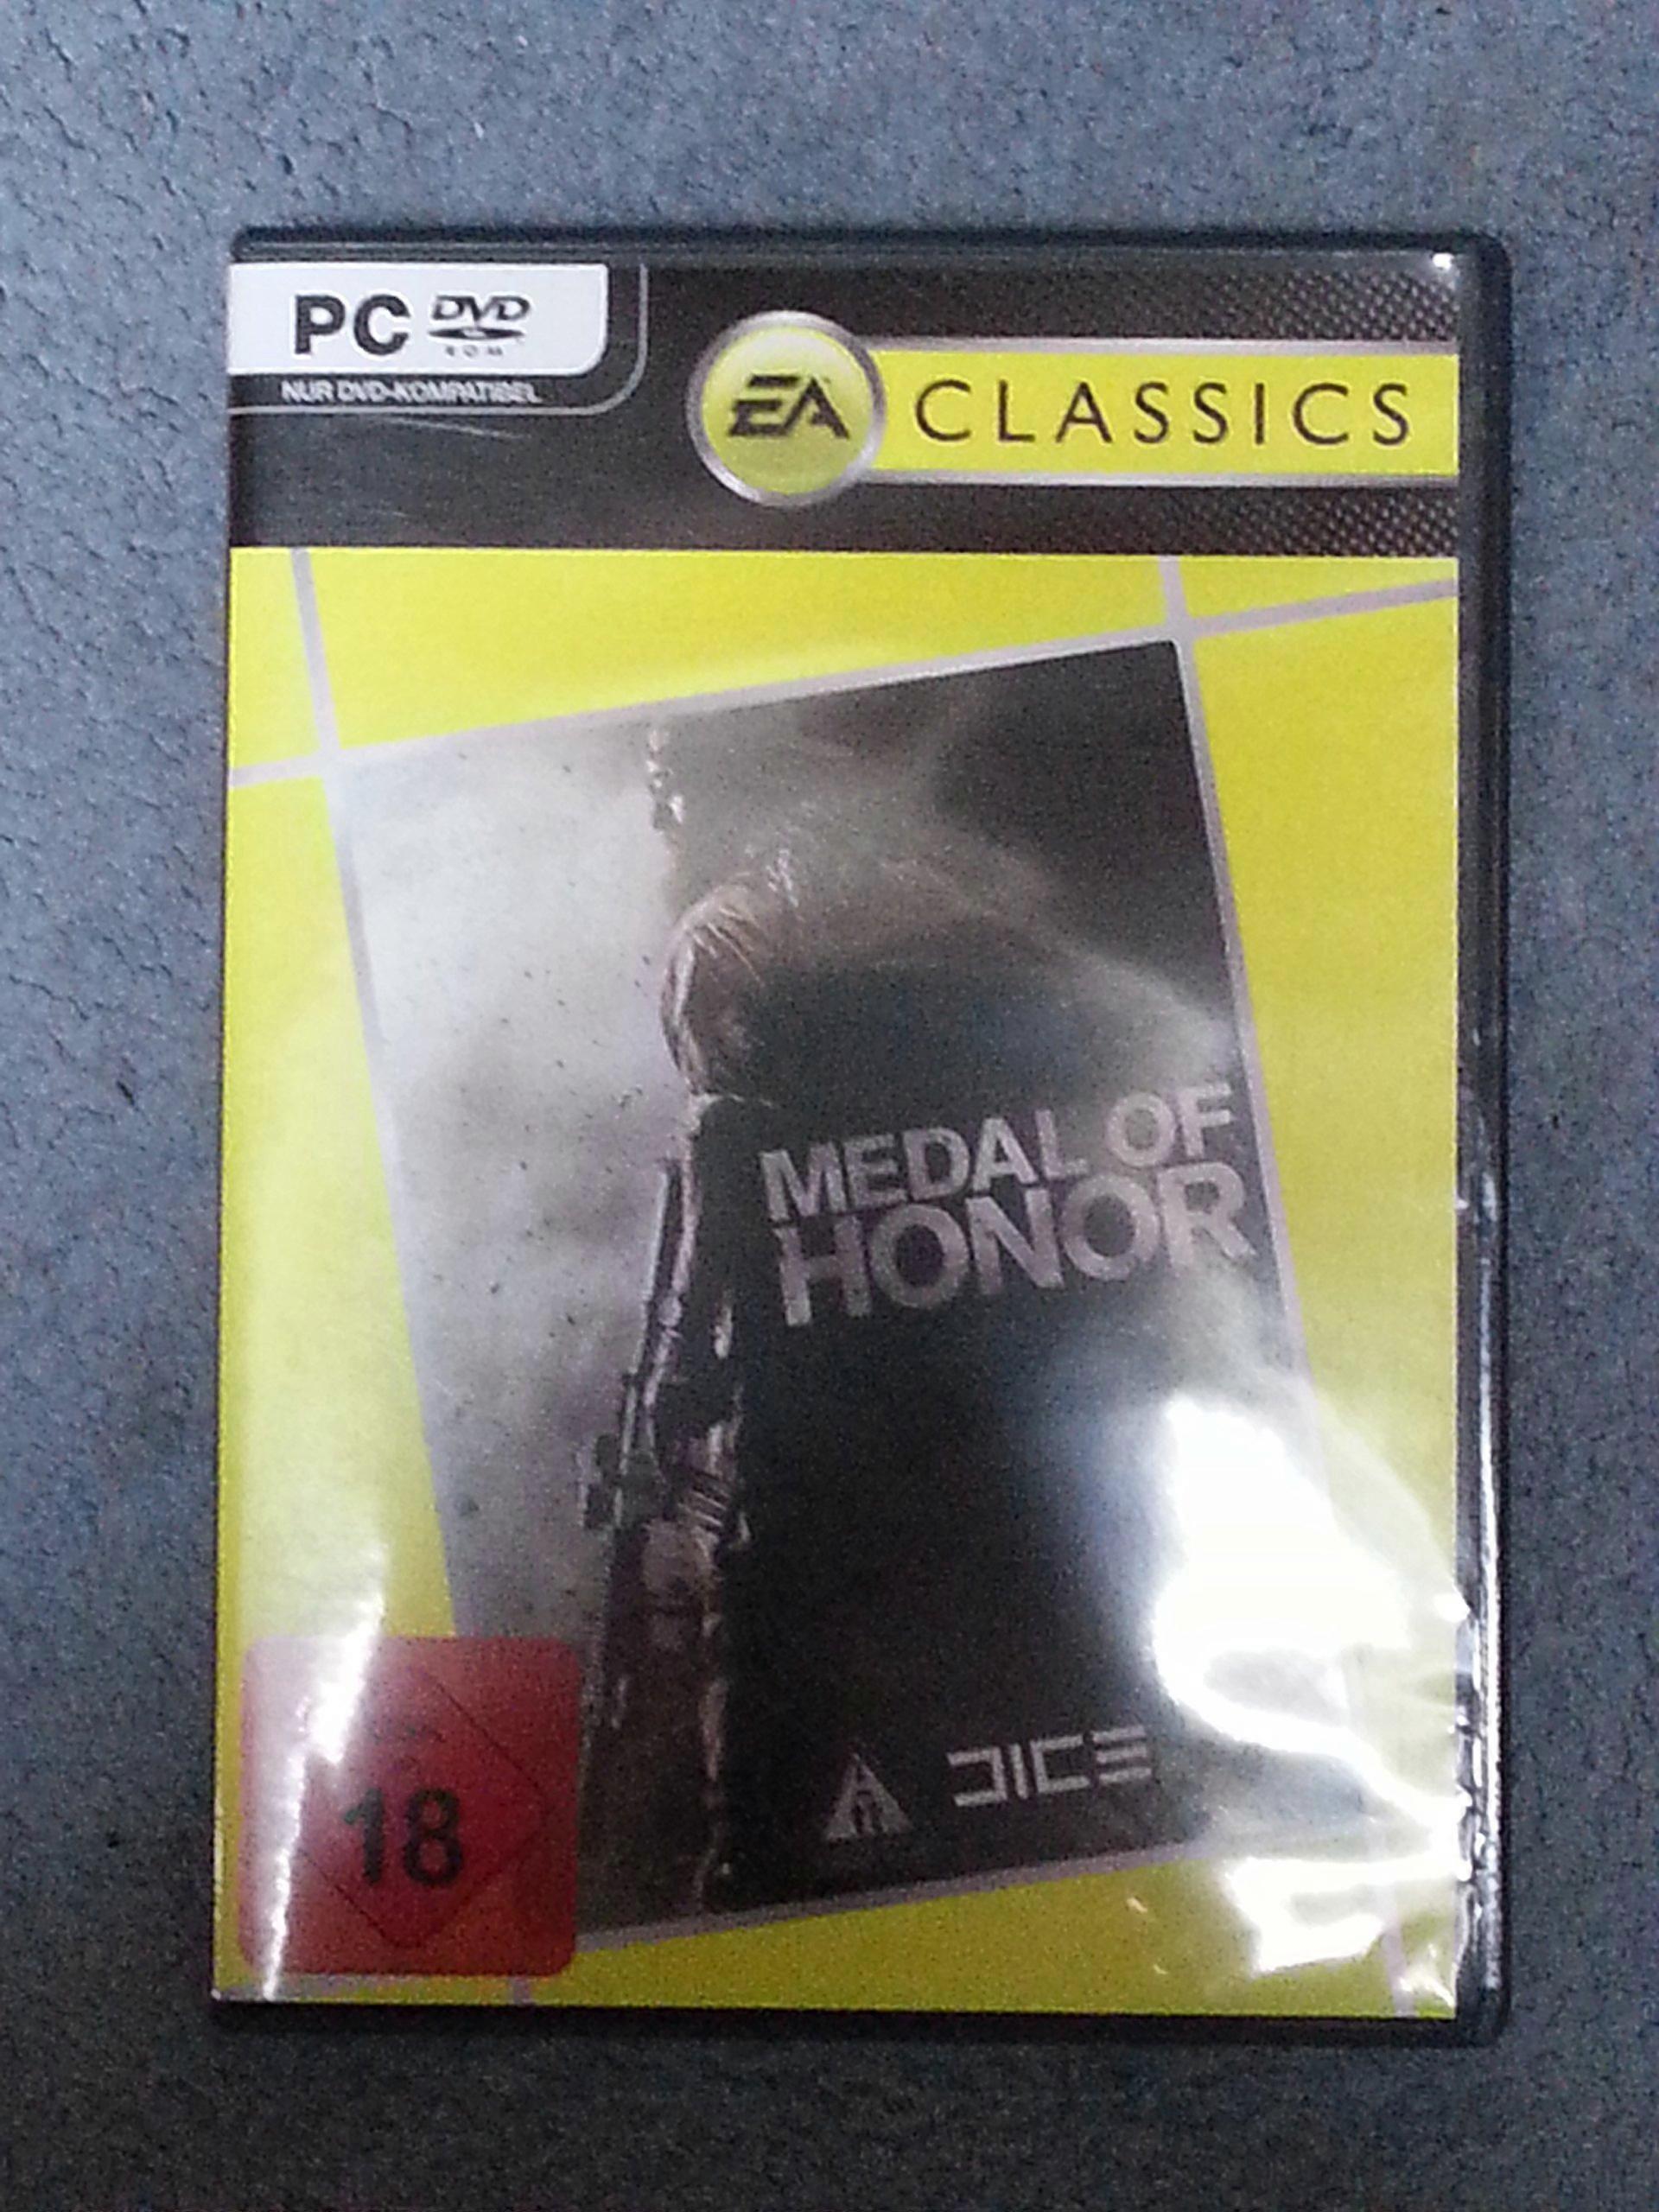 PC DVD
ROM
NUR DVD-KOMPATIBEL
EA CLASSICS
MEDAL OF
HONOR
18
DICE